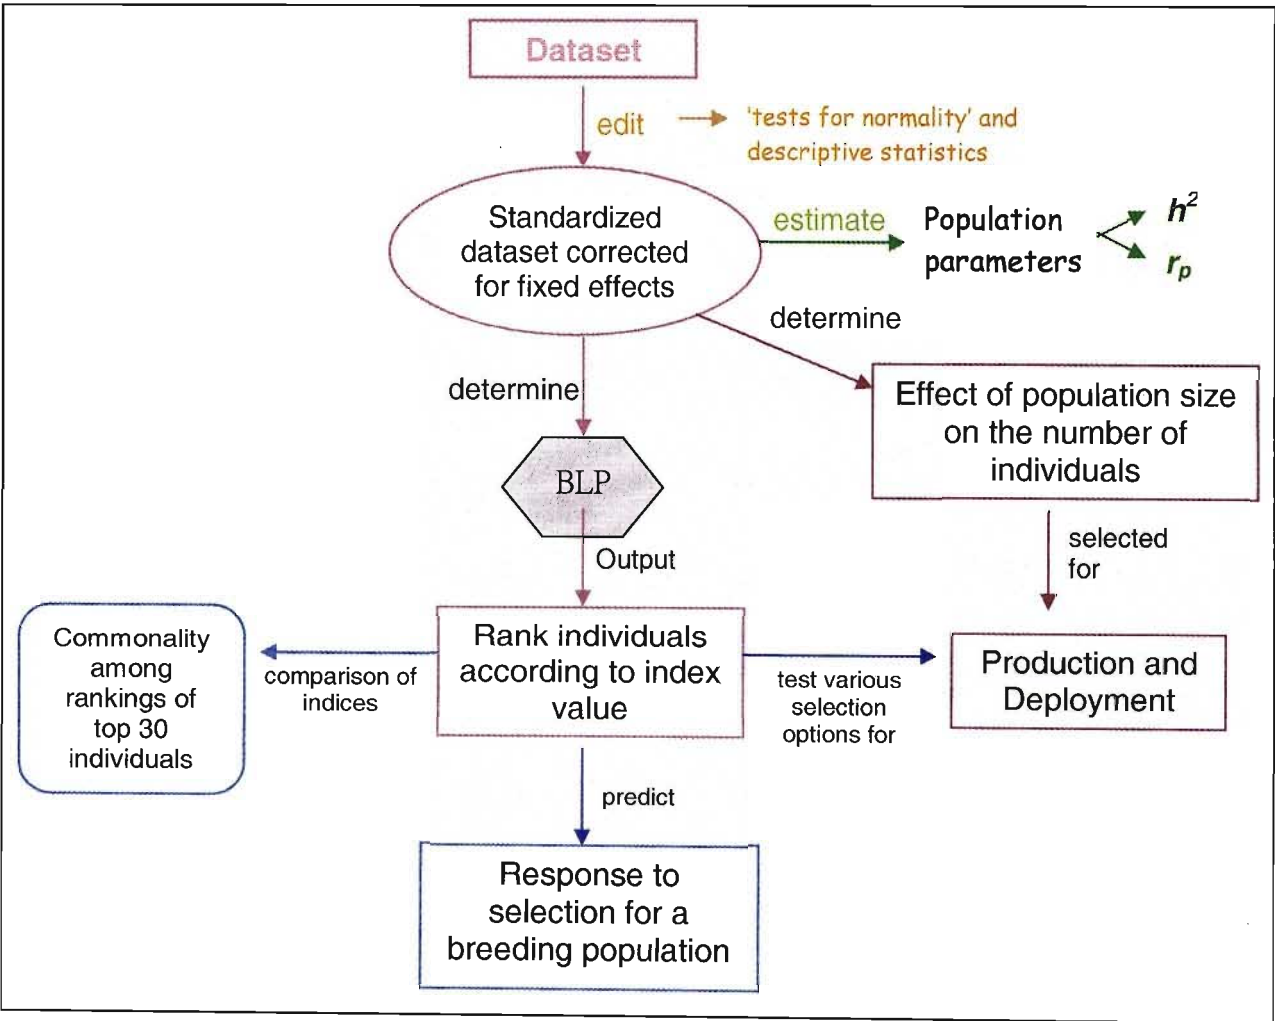 Dataset
edit
'tests for normality' and
descriptive statistics
Standardized
dataset corrected
for fixed effects
estimate
Population
parameters
h²
rₚ
determine
determine
Effect of population size
on the number of
individuals
BLP
Output
selected
for
Commonality
among
rankings of
top 30
individuals
comparison of
indices
Rank individuals
according to index
value
test various
selection
options for
Production and
Deployment
predict
Response to
selection for a
breeding population